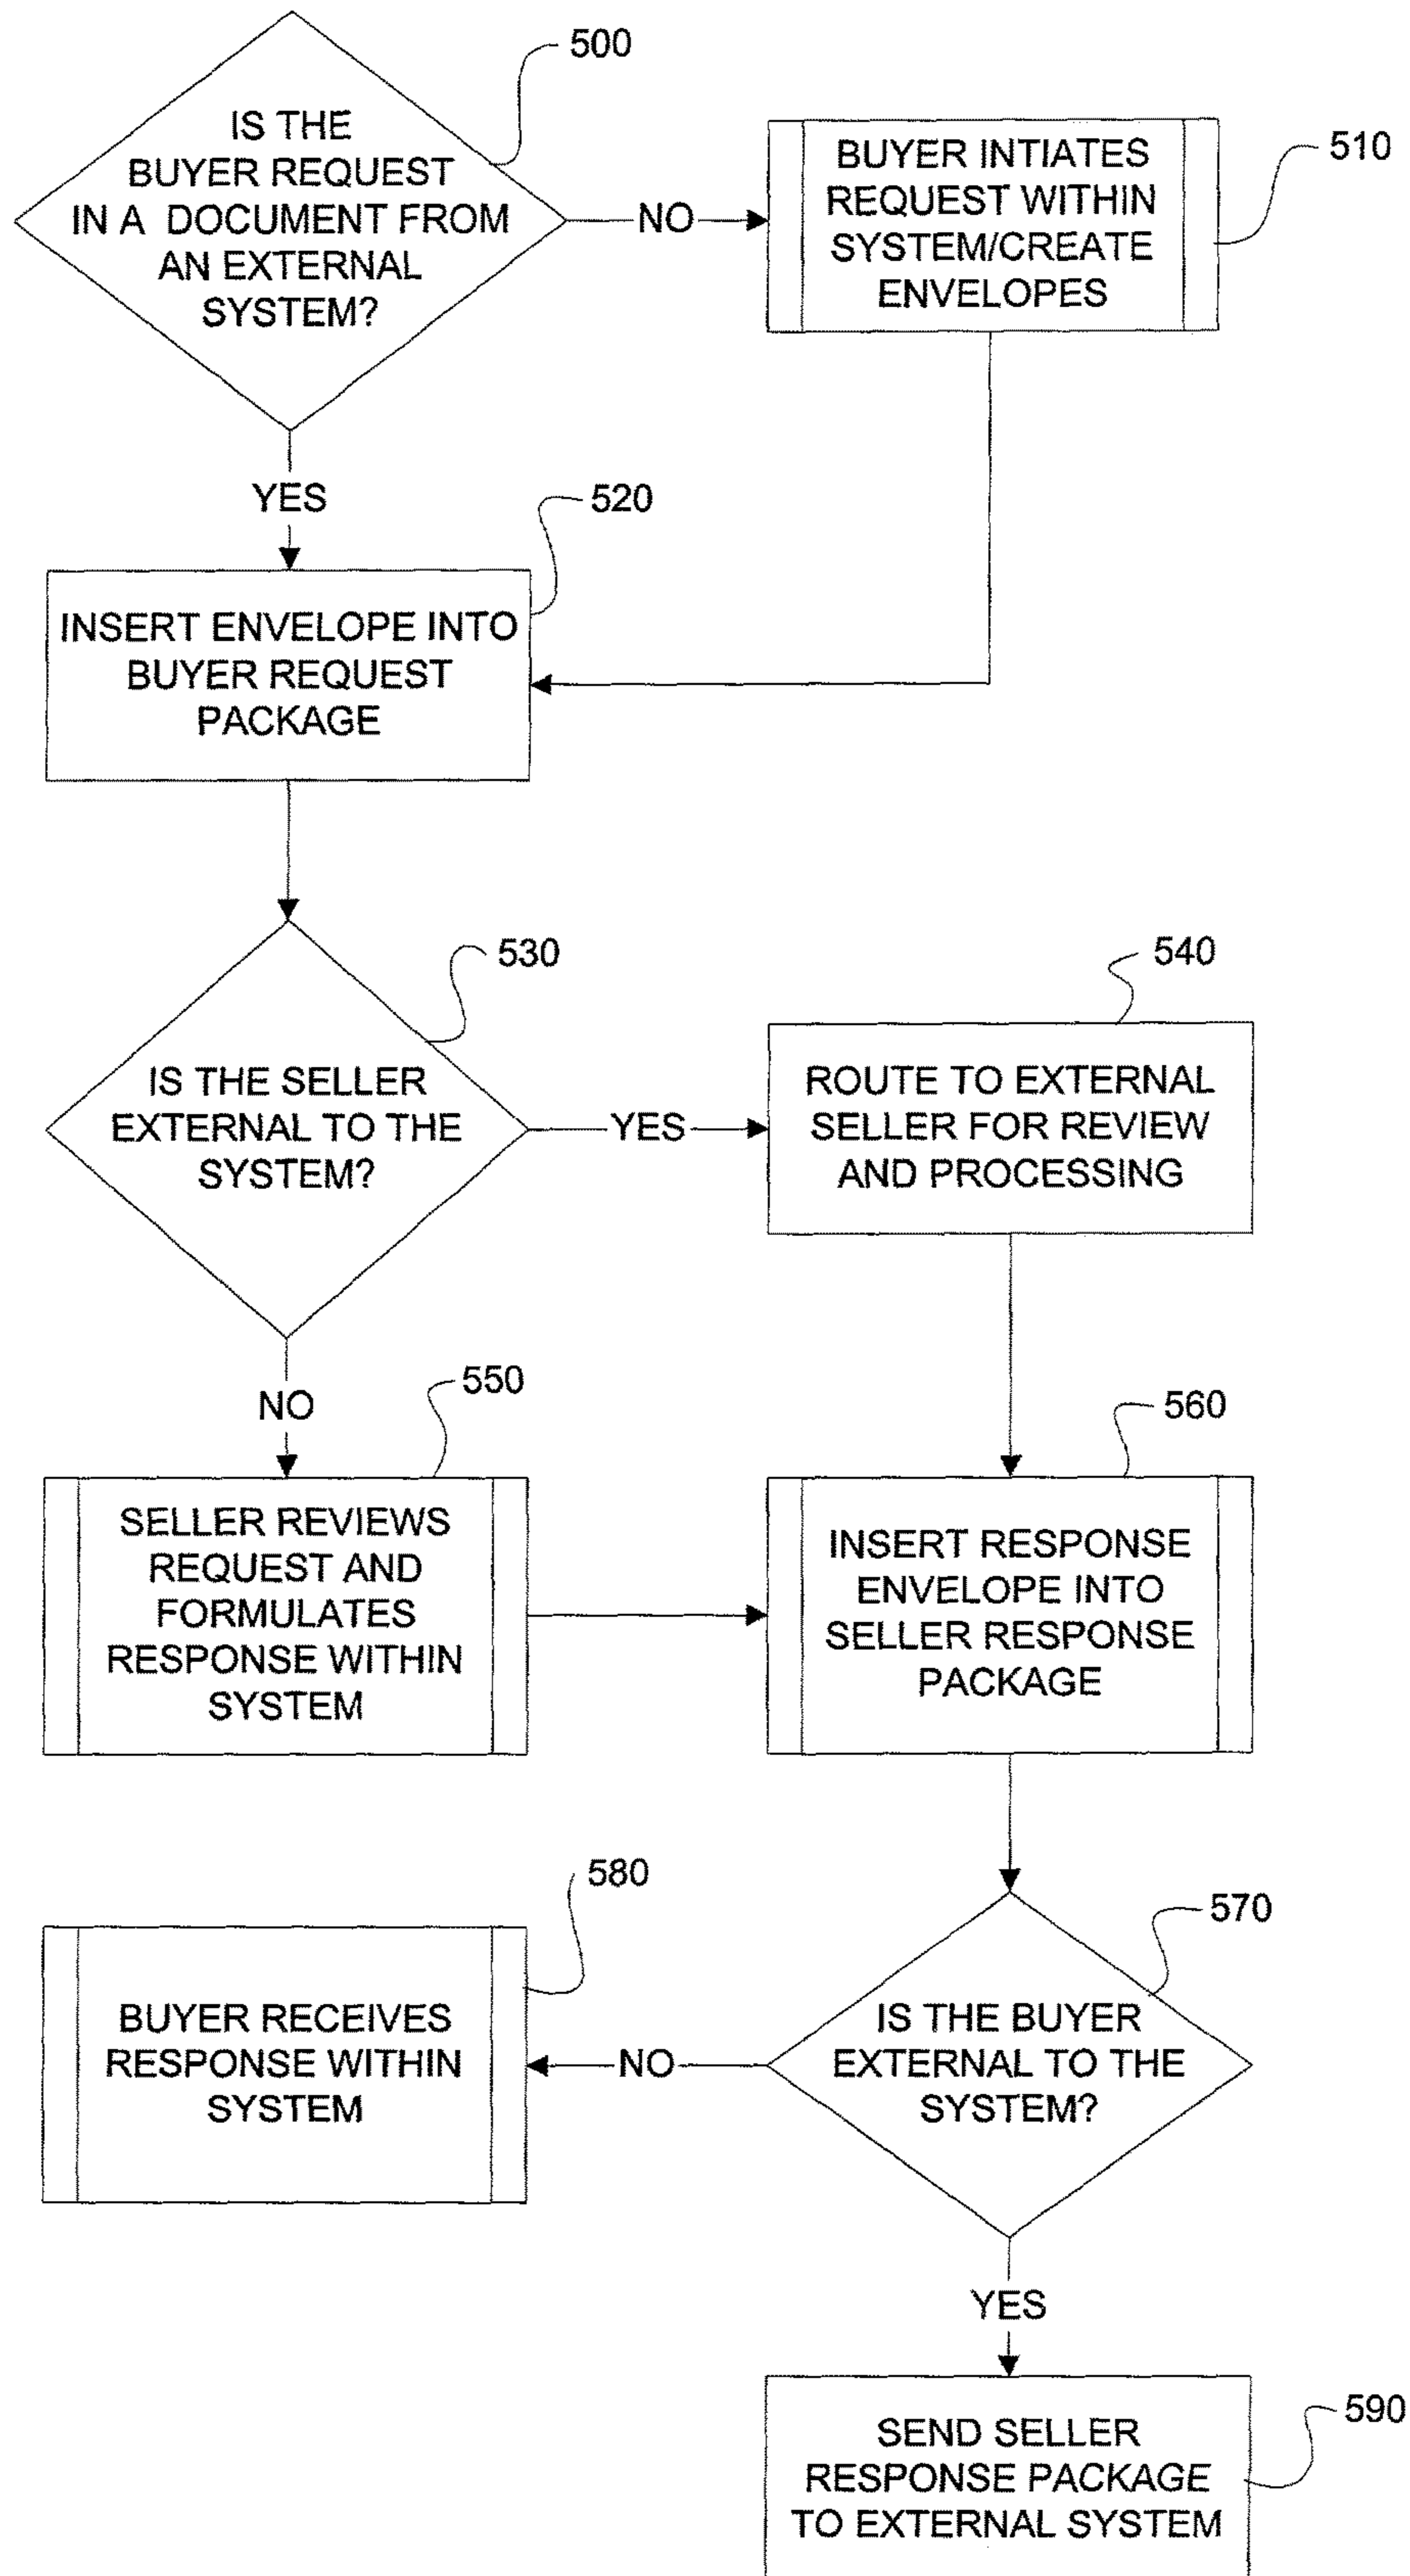 500
IS THE
BUYER REQUEST
IN A DOCUMENT FROM
AN EXTERNAL
SYSTEM?
NO
BUYER INTIATES
REQUEST WITHIN
SYSTEM/CREATE
ENVELOPES
510
YES
520
INSERT ENVELOPE INTO
BUYER REQUEST
PACKAGE
530
IS THE SELLER
EXTERNAL TO THE
SYSTEM?
YES
540
ROUTE TO EXTERNAL
SELLER FOR REVIEW
AND PROCESSING
NO
550
SELLER REVIEWS
REQUEST AND
FORMULATES
RESPONSE WITHIN
SYSTEM
560
INSERT RESPONSE
ENVELOPE INTO
SELLER RESPONSE
PACKAGE
570
IS THE BUYER
EXTERNAL TO THE
SYSTEM?
NO
580
BUYER RECEIVES
RESPONSE WITHIN
SYSTEM
YES
590
SEND SELLER
RESPONSE PACKAGE
TO EXTERNAL SYSTEM